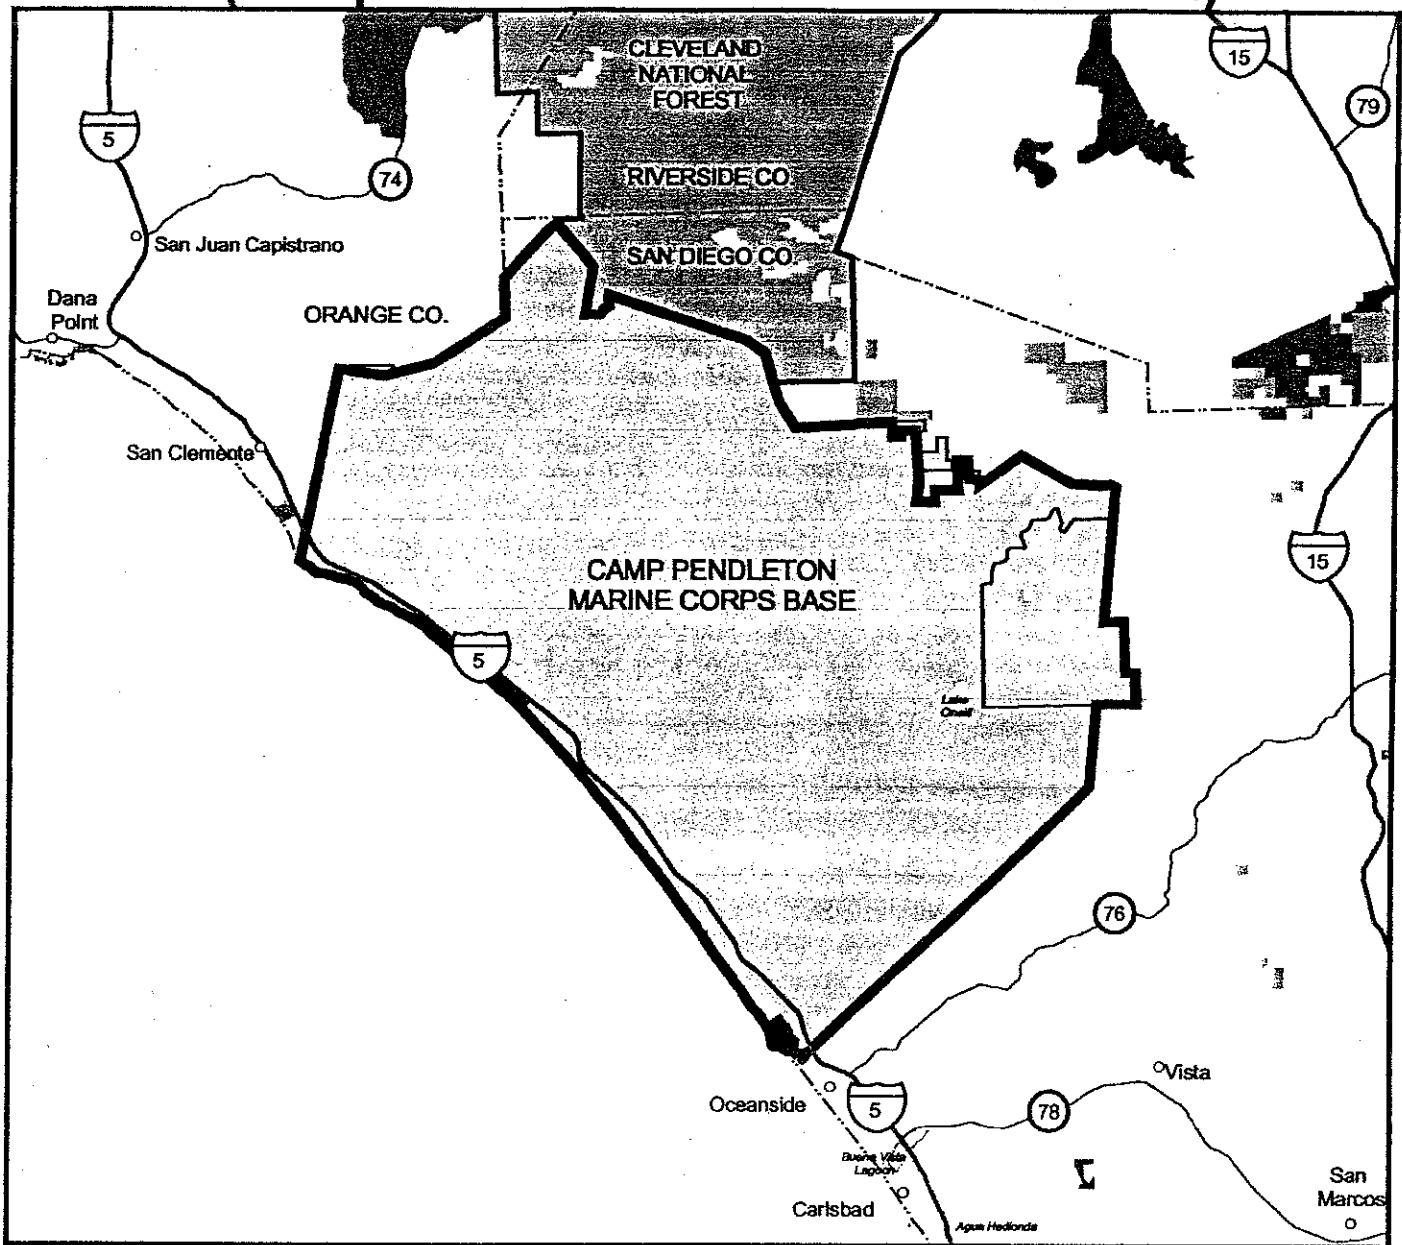 CLEVELAND
NATIONAL
FOREST
15
79
5
74
RIVERSIDE CO.
San Juan Capistrano
SAN DIEGO CO.
Dana
Point
ORANGE CO.
San Clemente
15
CAMP PENDLETON
MARINE CORPS BASE
5
Lake
76
Vista
Oceanside
5
78
Buena Vista
Lagoon
San
Marcos
Carlsbad
Agua Hedionda